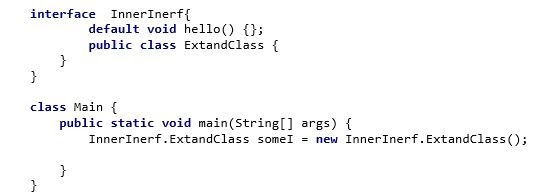 interface  InnerInerf{
        default void hello() {};
        public class ExtandClass {
    }
}

class Main {
    public static void main(String[] args) {
        InnerInerf.ExtandClass someI = new InnerInerf.ExtandClass();

    }
}